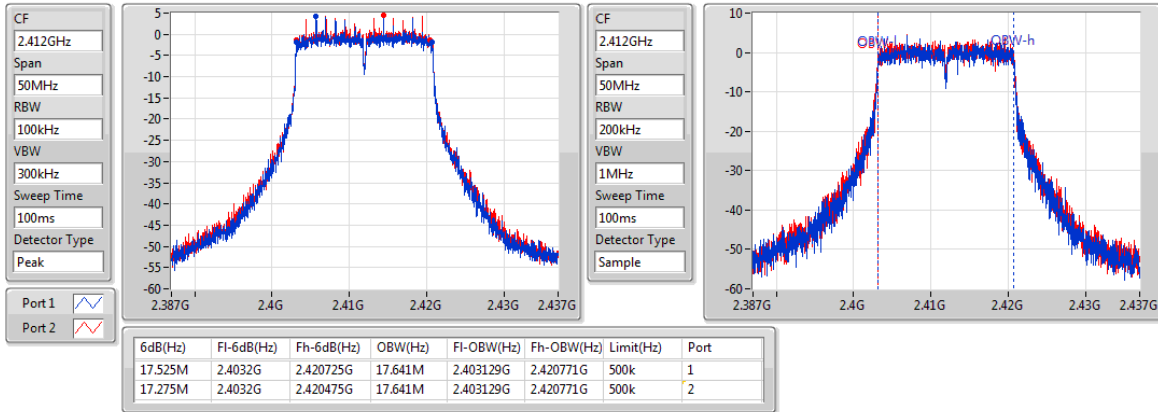 CF
2.412GHz
Span
50MHz
RBW
100kHz
VBW
300kHz
Sweep Time
100ms
Detector Type
Peak
Port 1
Port 2
5
0
-5
-10
-15
-20
-25
-30
-35
-40
-45
-50
-55
-60
2.387G 2.4G 2.41G 2.42G 2.43G 2.437G
CF
2.412GHz
Span
50MHz
RBW
200kHz
VBW
1MHz
Sweep Time
100ms
Detector Type
Sample
10
0
-10
-20
-30
-40
-50
-60
OBW-l OBW-h
2.387G 2.4G 2.41G 2.42G 2.43G 2.437G
6dB(Hz) Fl-6dB(Hz) Fh-6dB(Hz) OBW(Hz) Fl-OBW(Hz) Fh-OBW(Hz) Limit(Hz) Port
17.525M 2.4032G 2.420725G 17.641M 2.403129G 2.420771G 500k 1
17.275M 2.4032G 2.420475G 17.641M 2.403129G 2.420771G 500k 2